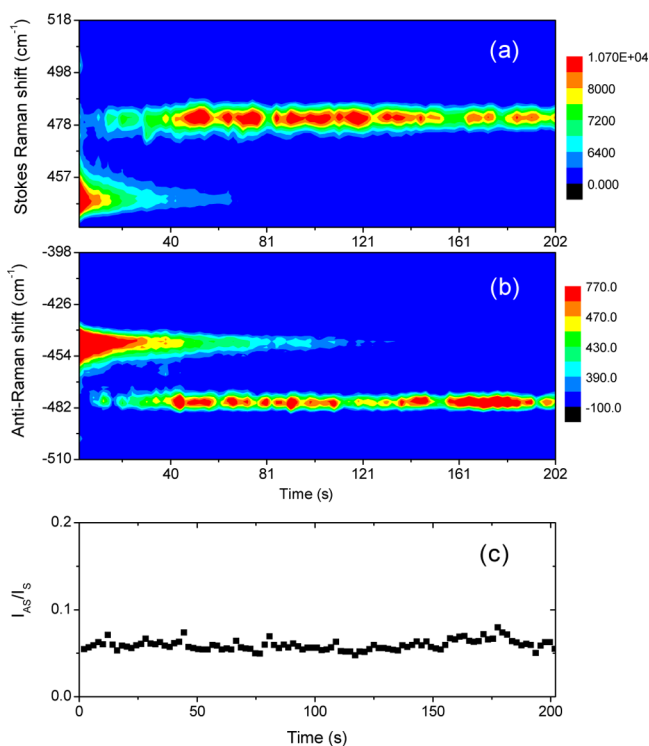 518
498
478
457
Stokes Raman shift (cm-1)
(a)
1.070E+04
8000
7200
6400
0.000
40 81 121 161 202
-398
-426
-454
-482
-510
Anti-Raman shift (cm-1)
(b)
770.0
470.0
430.0
390.0
-100.0
40 81 121 161 202
Time (s)
0.2
0.1
0.0
IAS/IS
(c)
0 50 100 150 200
Time (s)